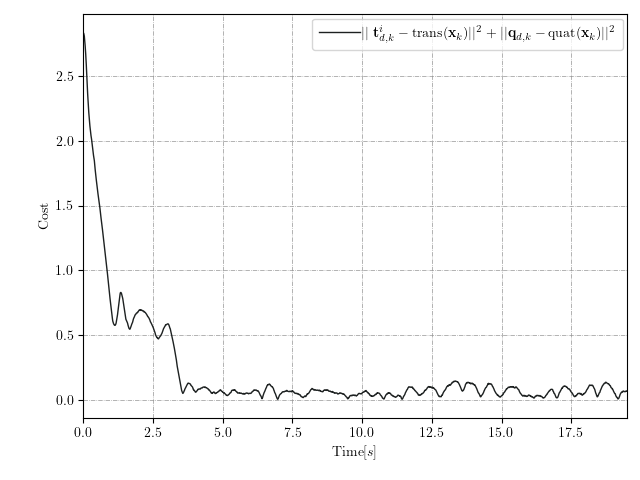 || t^i_{d,k} − trans(x_k)||^2 + ||q_{d,k} − quat(x_k)||^2
2.5
2.0
1.5
1.0
0.5
0.0
Cost
0.0 2.5 5.0 7.5 10.0 12.5 15.0 17.5
Time[s]